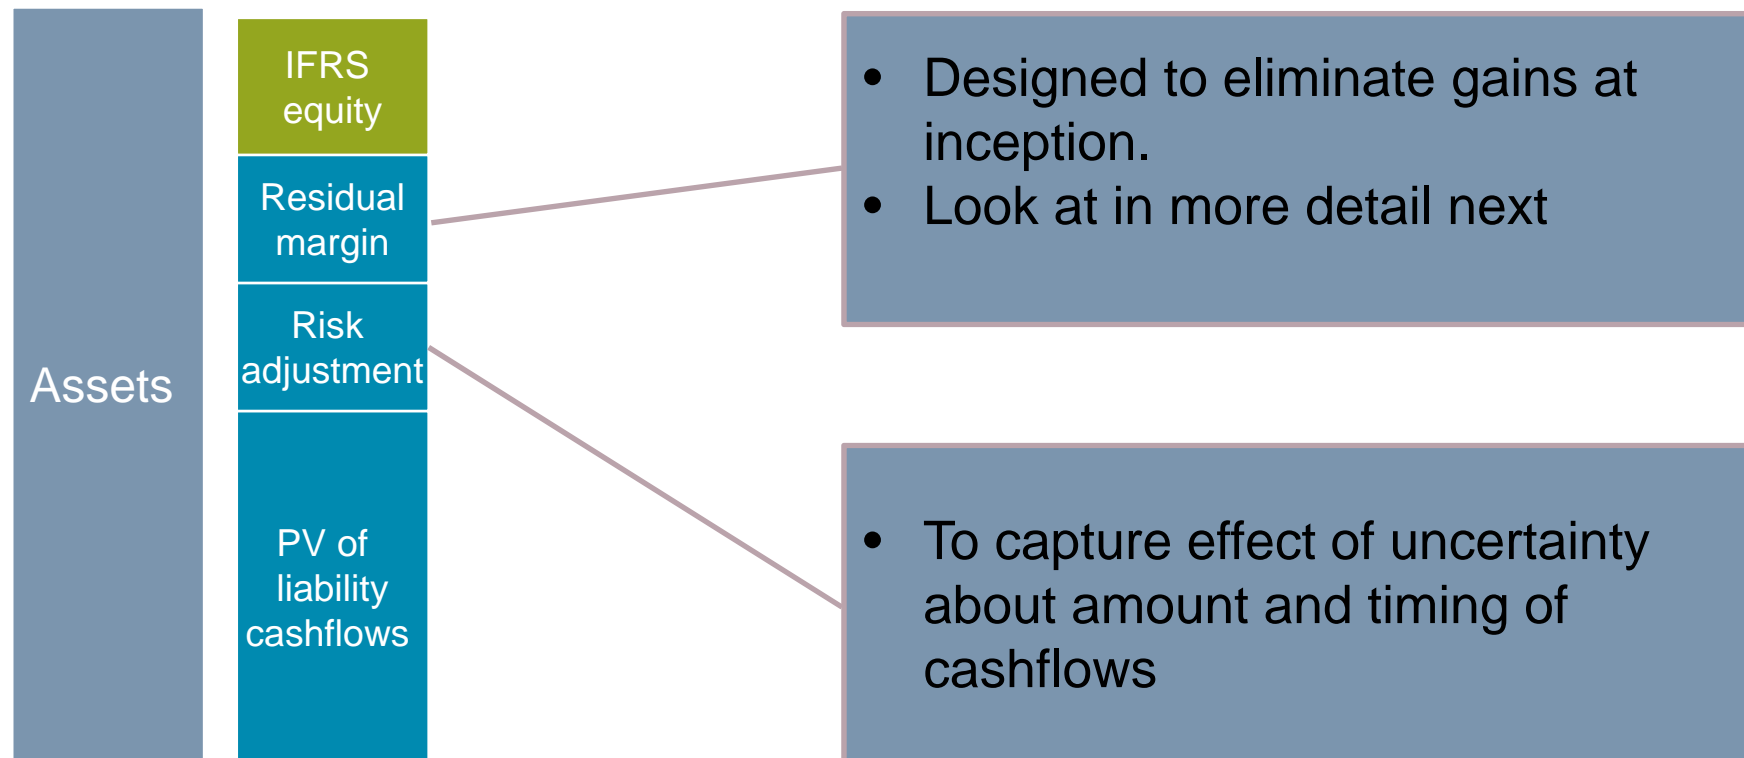 Assets
IFRS
equity
Residual
margin
Risk
adjustment
PV of
liability
cashflows
• Designed to eliminate gains at
inception.
• Look at in more detail next
• To capture effect of uncertainty
about amount and timing of
cashflows